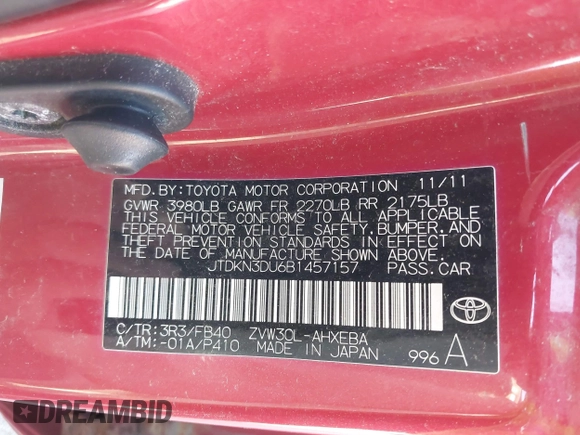 MFD.BY:TOYOTA MOTOR CORPORATION 11/11
GVWR 3980LB GAWR FR 2270LB RR 2175LB
THIS VEHICLE CONFORMS TO ALL APPLICABLE
FEDERAL MOTOR VEHICLE SAFETY, BUMPER, AND
THEFT PREVENTION STANDARDS IN EFFECT ON
THE DATE OF MANUFACTURE SHOWN ABOVE.
JTDKN3DU6B1457157 PASS.CAR
C/TR:3R3/FB40 ZVW30L-AHXEBA
A/TM:-01A/P410 MADE IN JAPAN 996 A
DREAMBID